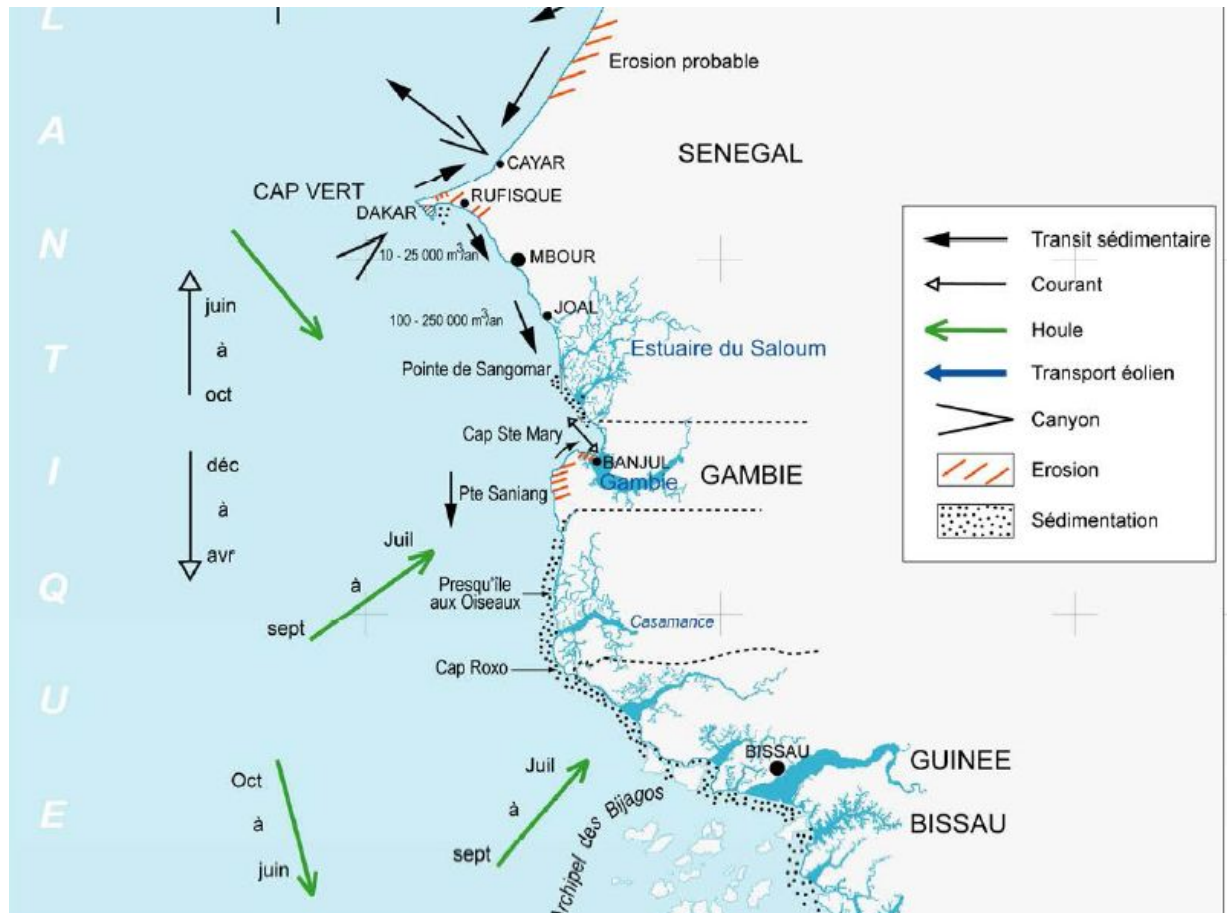 L
A
N
T
I
Q
U
E
Erosion probable
SENEGAL
CAYAR
CAP VERT
RUFISQUE
DAKAR
10 - 25 000 m³/an
MBOUR
100 - 250 000 m³/an
JOAL
Estuaire du Saloum
Pointe de Sangomar
Cap Ste Mary
BANJUL
Gambie
GAMBIE
Pte Saniang
juin
à
oct
déc
à
avr
Juil
à
sept
Presqu'île
aux Oiseaux
Casamance
Cap Roxo
BISSAU
GUINEE
BISSAU
Oct
à
juin
Juil
à
sept
Archipel des Bijagos
Transit sédimentaire
Courant
Houle
Transport éolien
Canyon
Erosion
Sédimentation